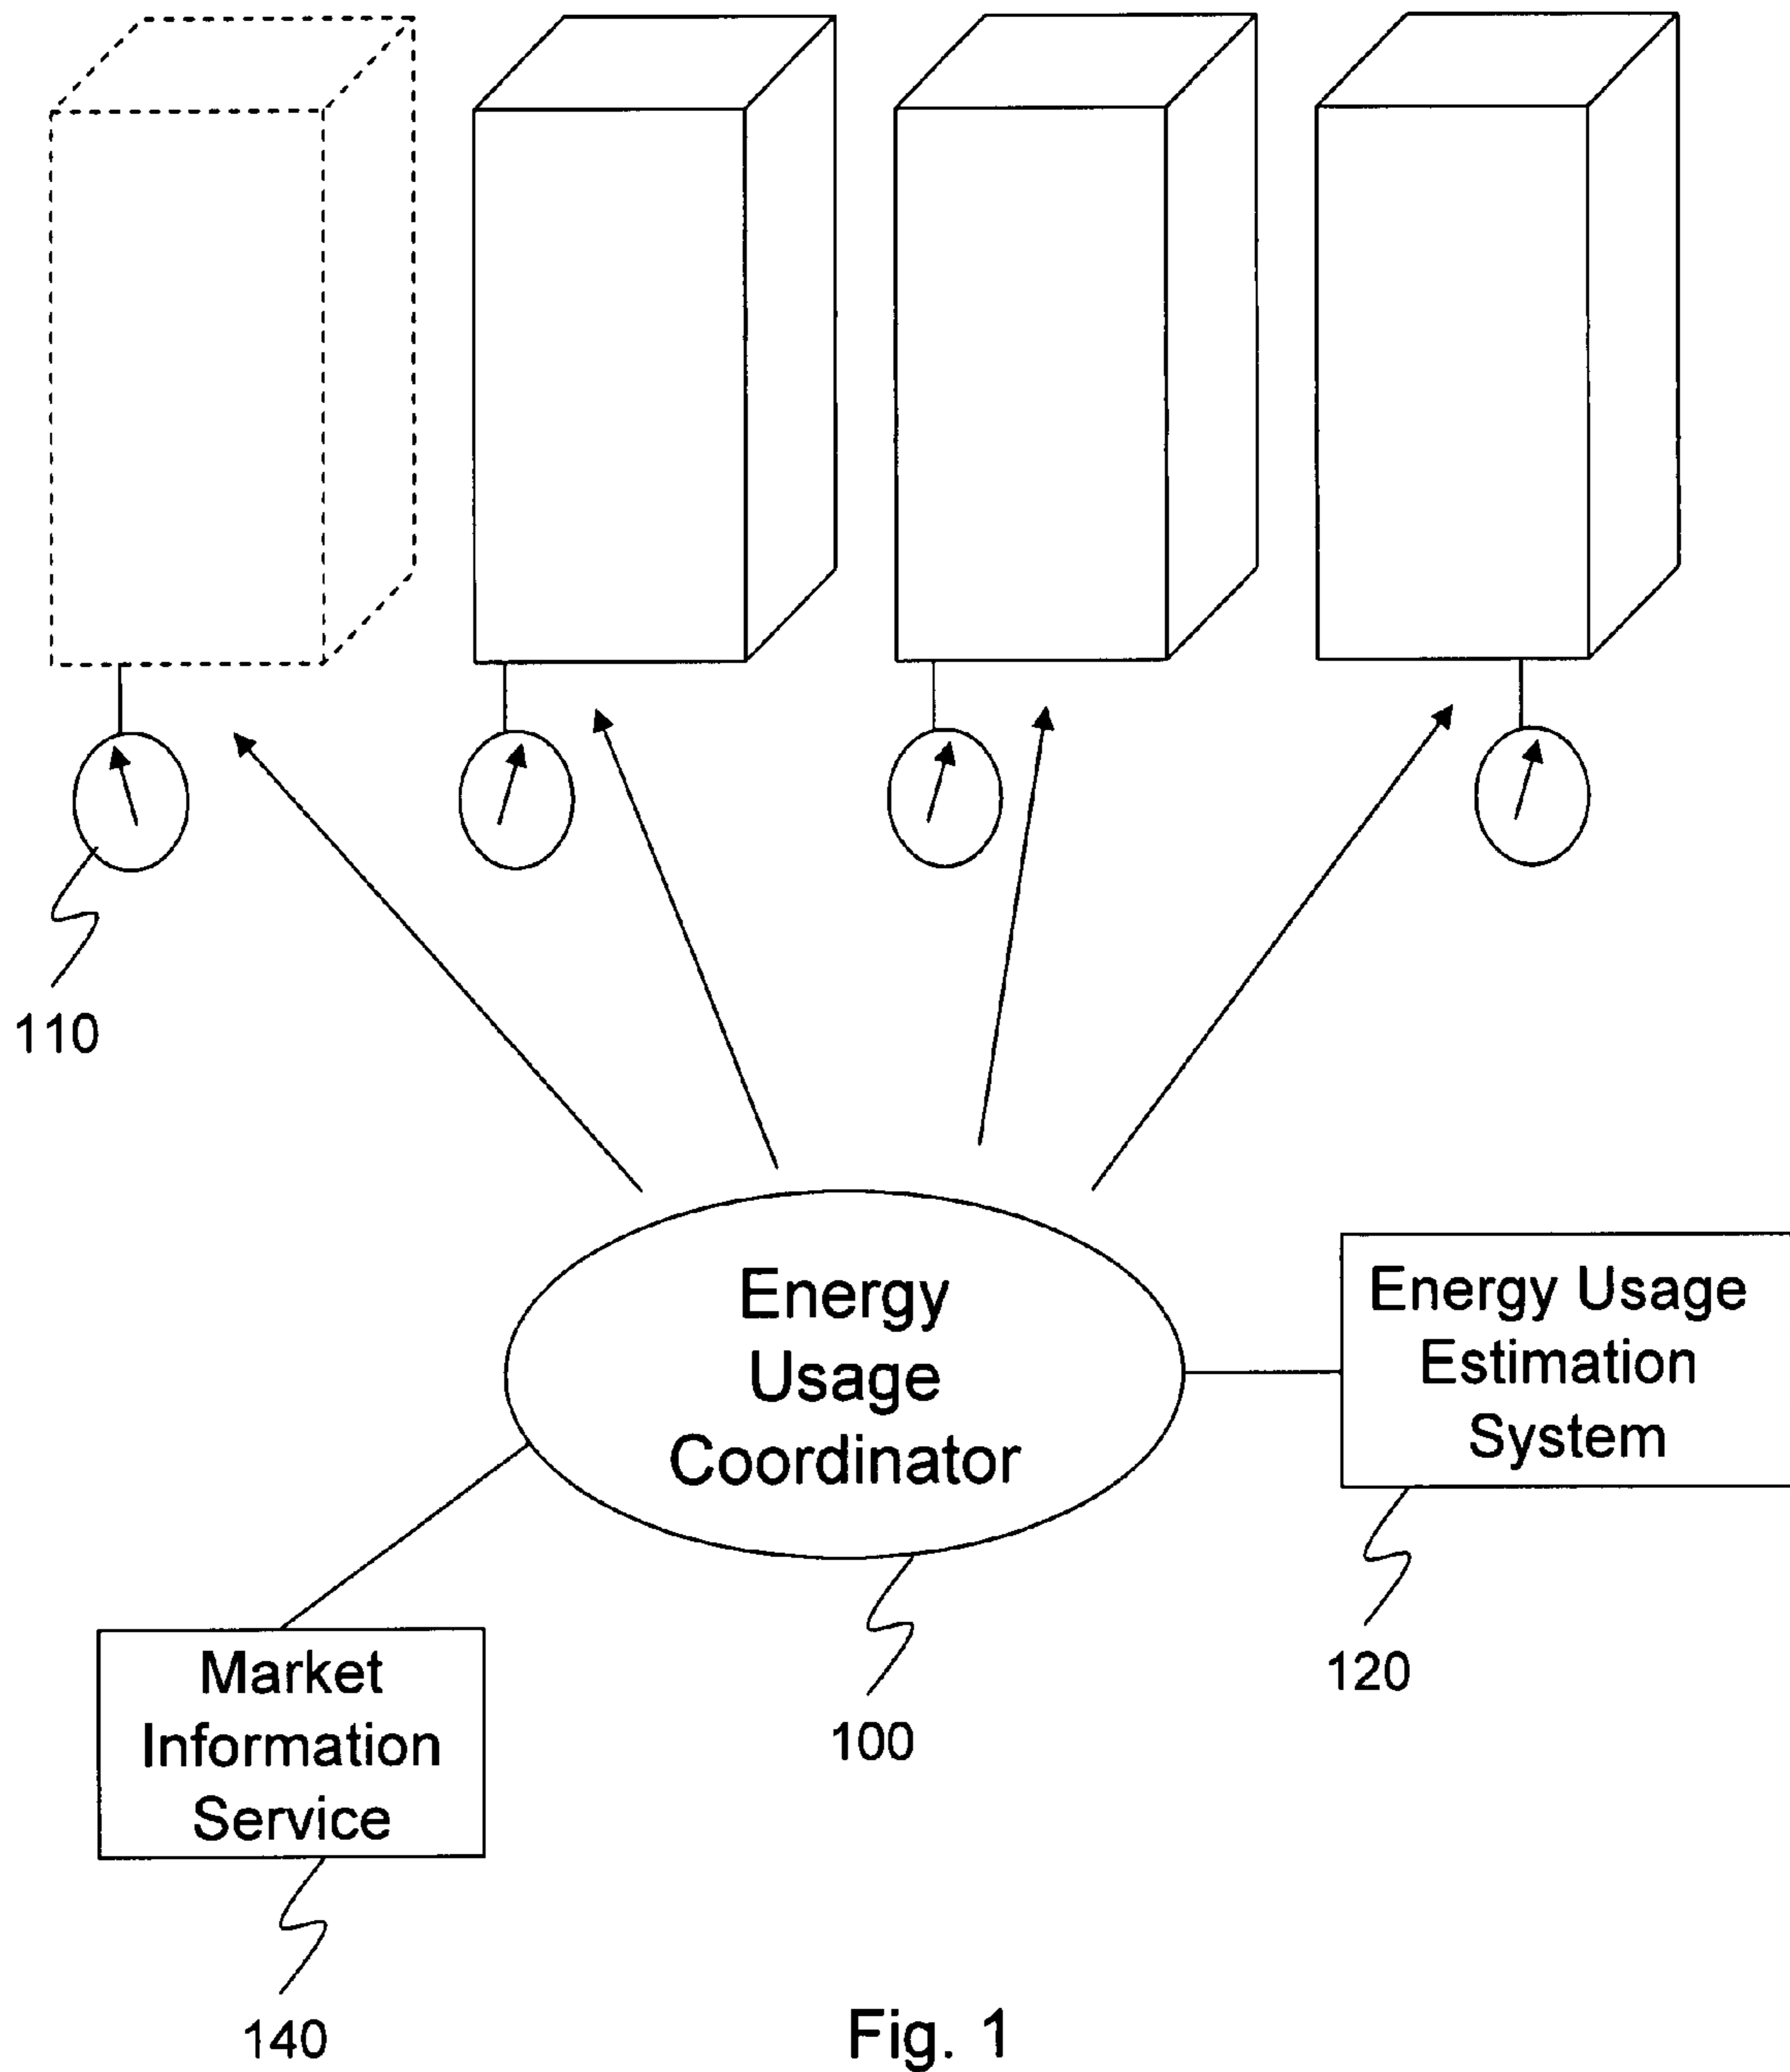 110
Energy
Usage
Coordinator
Energy Usage
Estimation
System
Market
Information
Service
100
120
140
Fig. 1